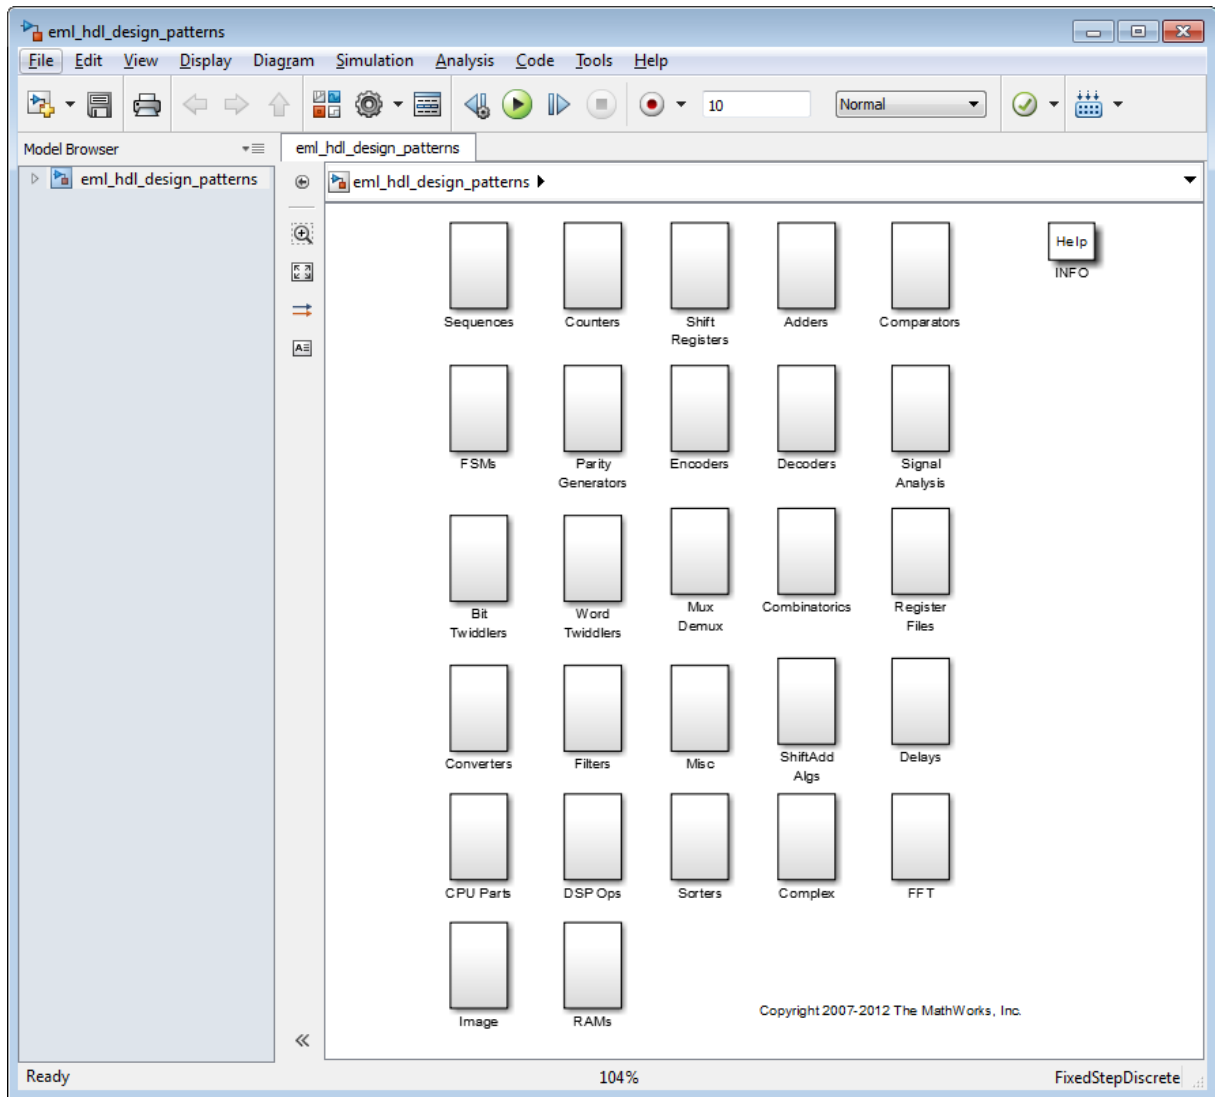 eml_hdl_design_patterns
File Edit View Display Diagram Simulation Analysis Code Tools Help
10 Normal
Model Browser
eml_hdl_design_patterns
eml_hdl_design_patterns
eml_hdl_design_patterns
Help
INFO
Sequences Counters Shift Registers Adders Comparators
FSMs Parity Generators Encoders Decoders Signal Analysis
Bit Twiddlers Word Twiddlers Mux Demux Combinatorics Register Files
Converters Filters Misc ShiftAdd Algs Delays
CPU Parts DSP Ops Sorters Complex FFT
Image RAMs
Copyright 2007-2012 The MathWorks, Inc.
Ready 104% FixedStepDiscrete